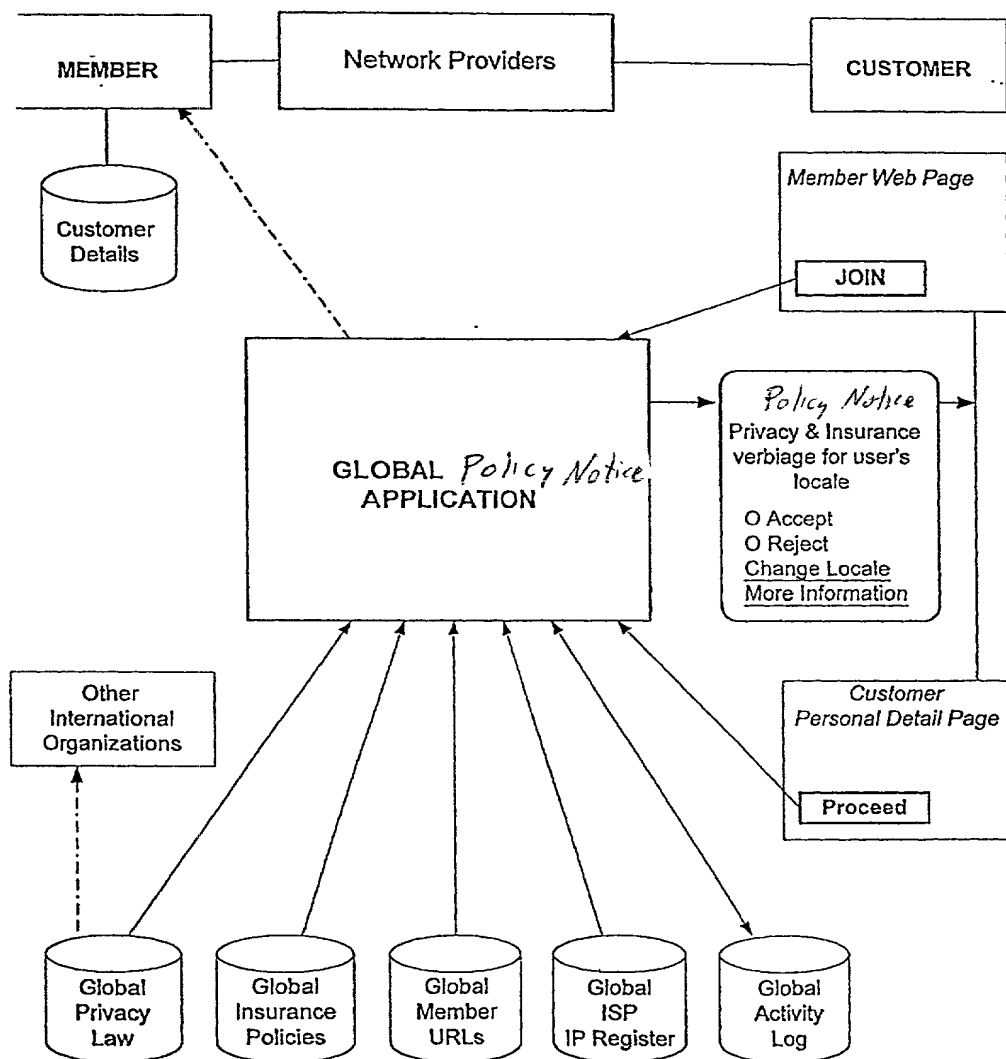 MEMBER
Network Providers
CUSTOMER
Customer
Details
Member Web Page
JOIN
GLOBAL Policy Notice
APPLICATION
Policy Notice
Privacy & Insurance
verbiage for user's
locale
O Accept
O Reject
Change Locale
More Information
Other
International
Organizations
Customer
Personal Detail Page
Proceed
Global
Privacy
Law
Global
Insurance
Policies
Global
Member
URLs
Global
ISP
IP Register
Global
Activity
Log